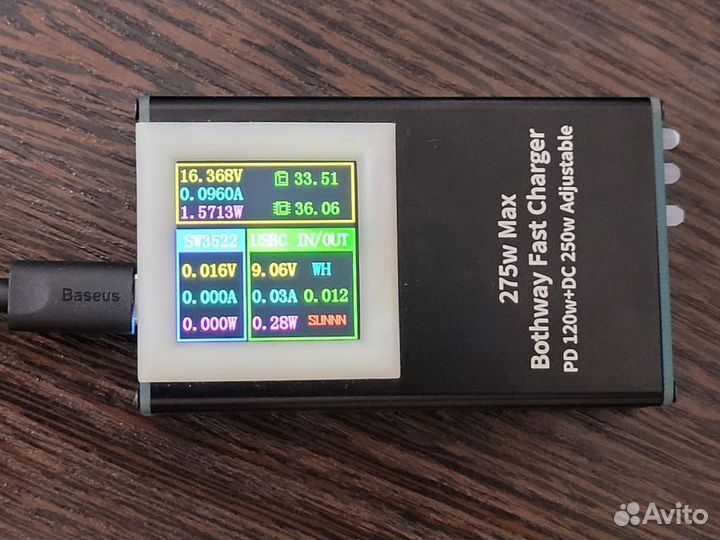 16.368V 33.51
0.0960A
1.5713W 36.06
SW3522 USBC IN/OUT
0.016V 9.06V WH
0.000A 0.03A 0.012
0.000W 0.28W SUNNN
Baseus
275w Max
Bothway Fast Charger
PD 120w+DC 250w Adjustable
Avito